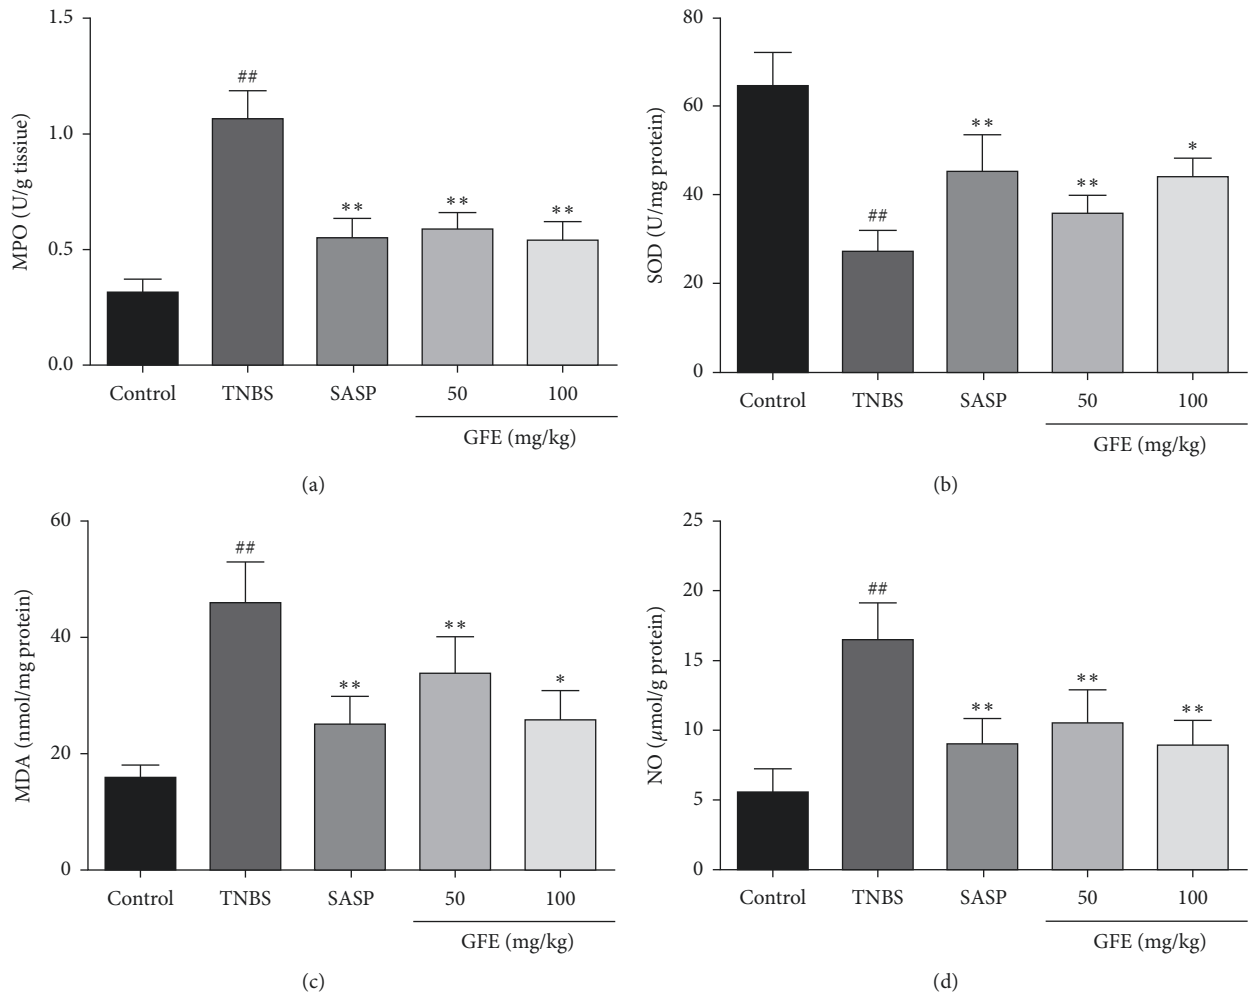 1.5
1.0
0.5
0.0
MPO (U/g tissiue)
##
**
**
**
Control TNBS SASP 50 100
GFE (mg/kg)
(a)
80
60
40
20
0
SOD (U/mg protein)
##
**
**
*
Control TNBS SASP 50 100
GFE (mg/kg)
(b)
60
40
20
0
MDA (nmol/mg protein)
##
**
**
*
Control TNBS SASP 50 100
GFE (mg/kg)
(c)
25
20
15
10
5
0
NO (μmol/g protein)
##
**
**
**
Control TNBS SASP 50 100
GFE (mg/kg)
(d)